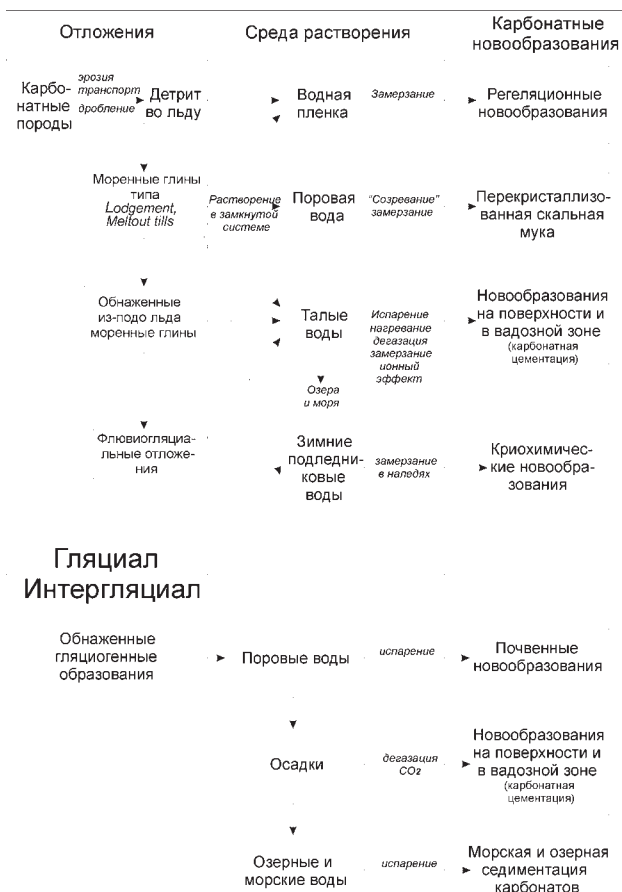 Отложения
Среда растворения
Карбонатные
новообразования
Карбо-
натные
породы
эрозия
транспорт
дробление
Детрит
во льду
Водная
пленка
Замерзание
Регеляционные
новообразования
Моренные глины
типа
Lodgement,
Meltout tills
Растворение
в замкнутой
системе
Поровая
вода
"Созревание"
замерзание
Перекристаллизо-
ванная скальная
мука
Обнаженные
из-подо льда
моренные глины
Талые
воды
Испарение
нагревание
дегазация
замерзание
ионный
эффект
Новообразования
на поверхности и
в вадозной зоне
(карбонатная
цементация)
Озера
и моря
Флювиогляци-
альные отложе-
ния
Зимние
подледни-
ковые
воды
замерзание
в наледях
Криохимичес-
кие новообра-
зования
Гляциал
Интергляциал
Обнаженные
гляциогенные
образования
Поровые воды
испарение
Почвенные
новообразования
Осадки
дегазация
CO2
Новообразования
на поверхности и
в вадозной зоне
(карбонатная
цементация)
Озерные и
морские воды
испарение
Морская и озерная
седиментация
карбонатов